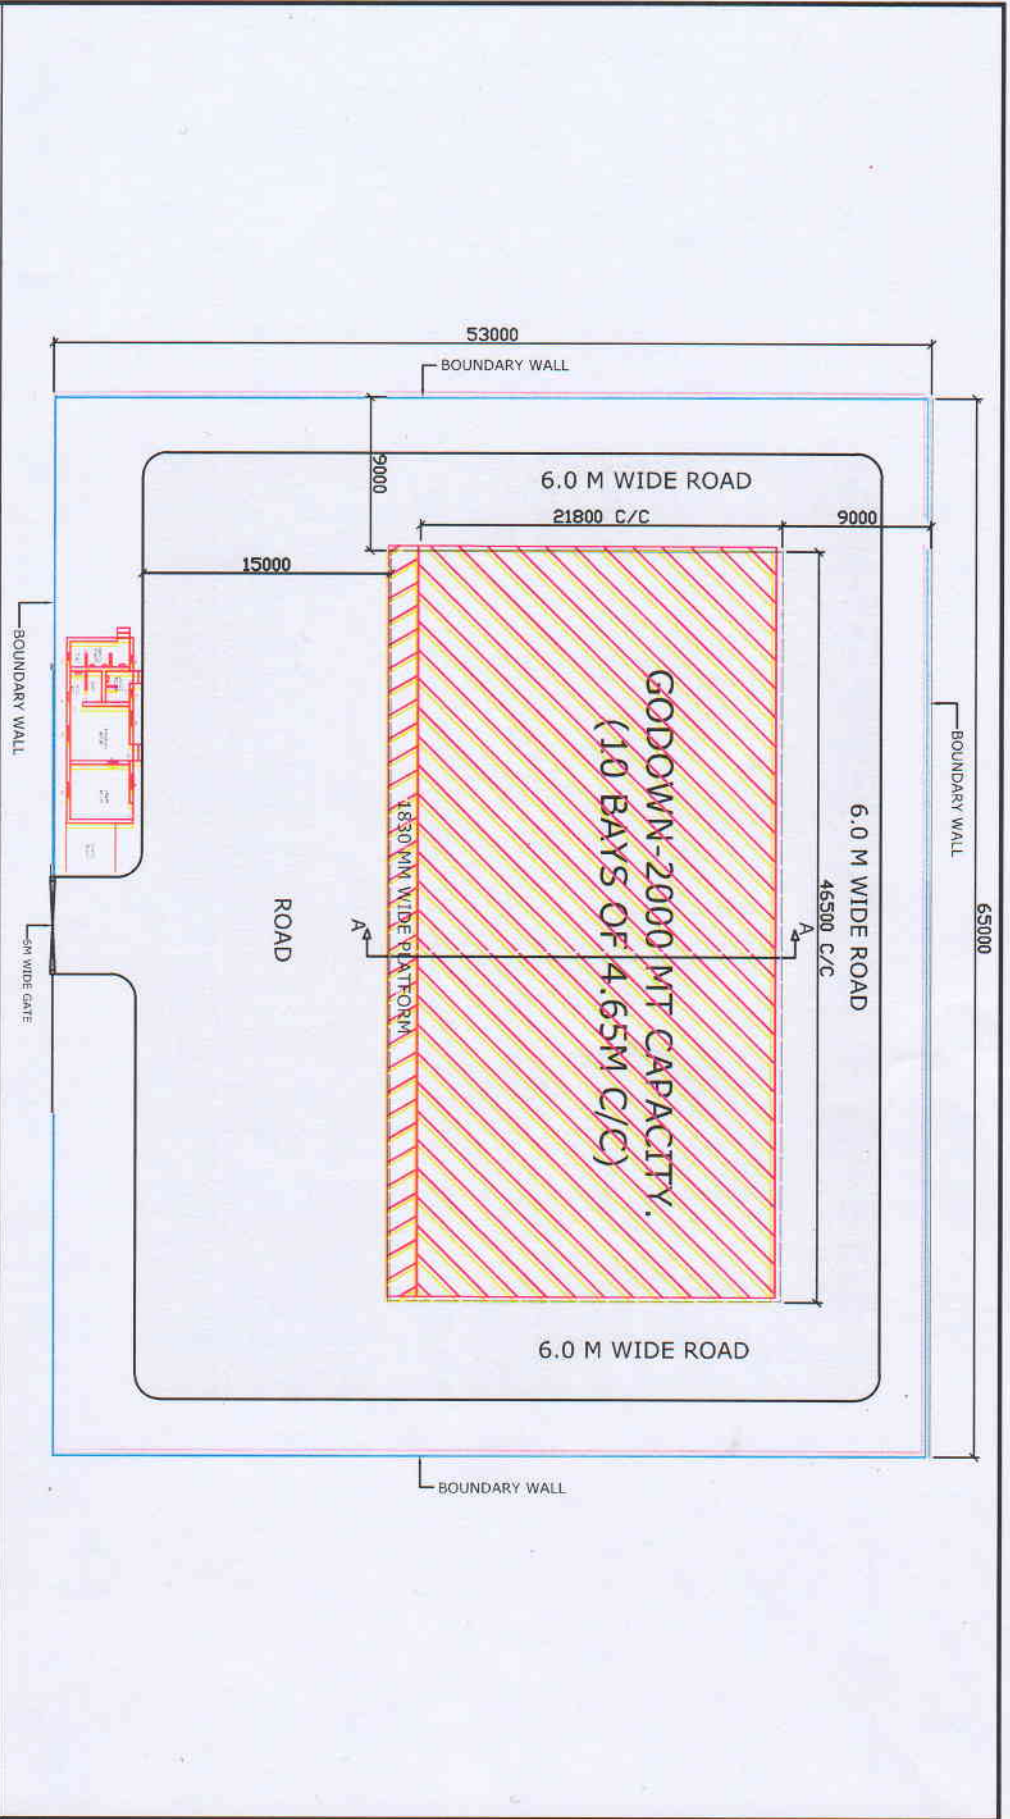 53000
BOUNDARY WALL
65000
9000
6.0 M WIDE ROAD
21800 C/C
9000
15000
BOUNDARY WALL
BOUNDARY WALL
6.0 M WIDE ROAD
46500 C/C
GODOWN-2000 MT CAPACITY.
(10 BAYS OF 4.65M C/C)
1830 MM WIDE PLATFORM
A
A
ROAD
6M WIDE GATE
6.0 M WIDE ROAD
BOUNDARY WALL